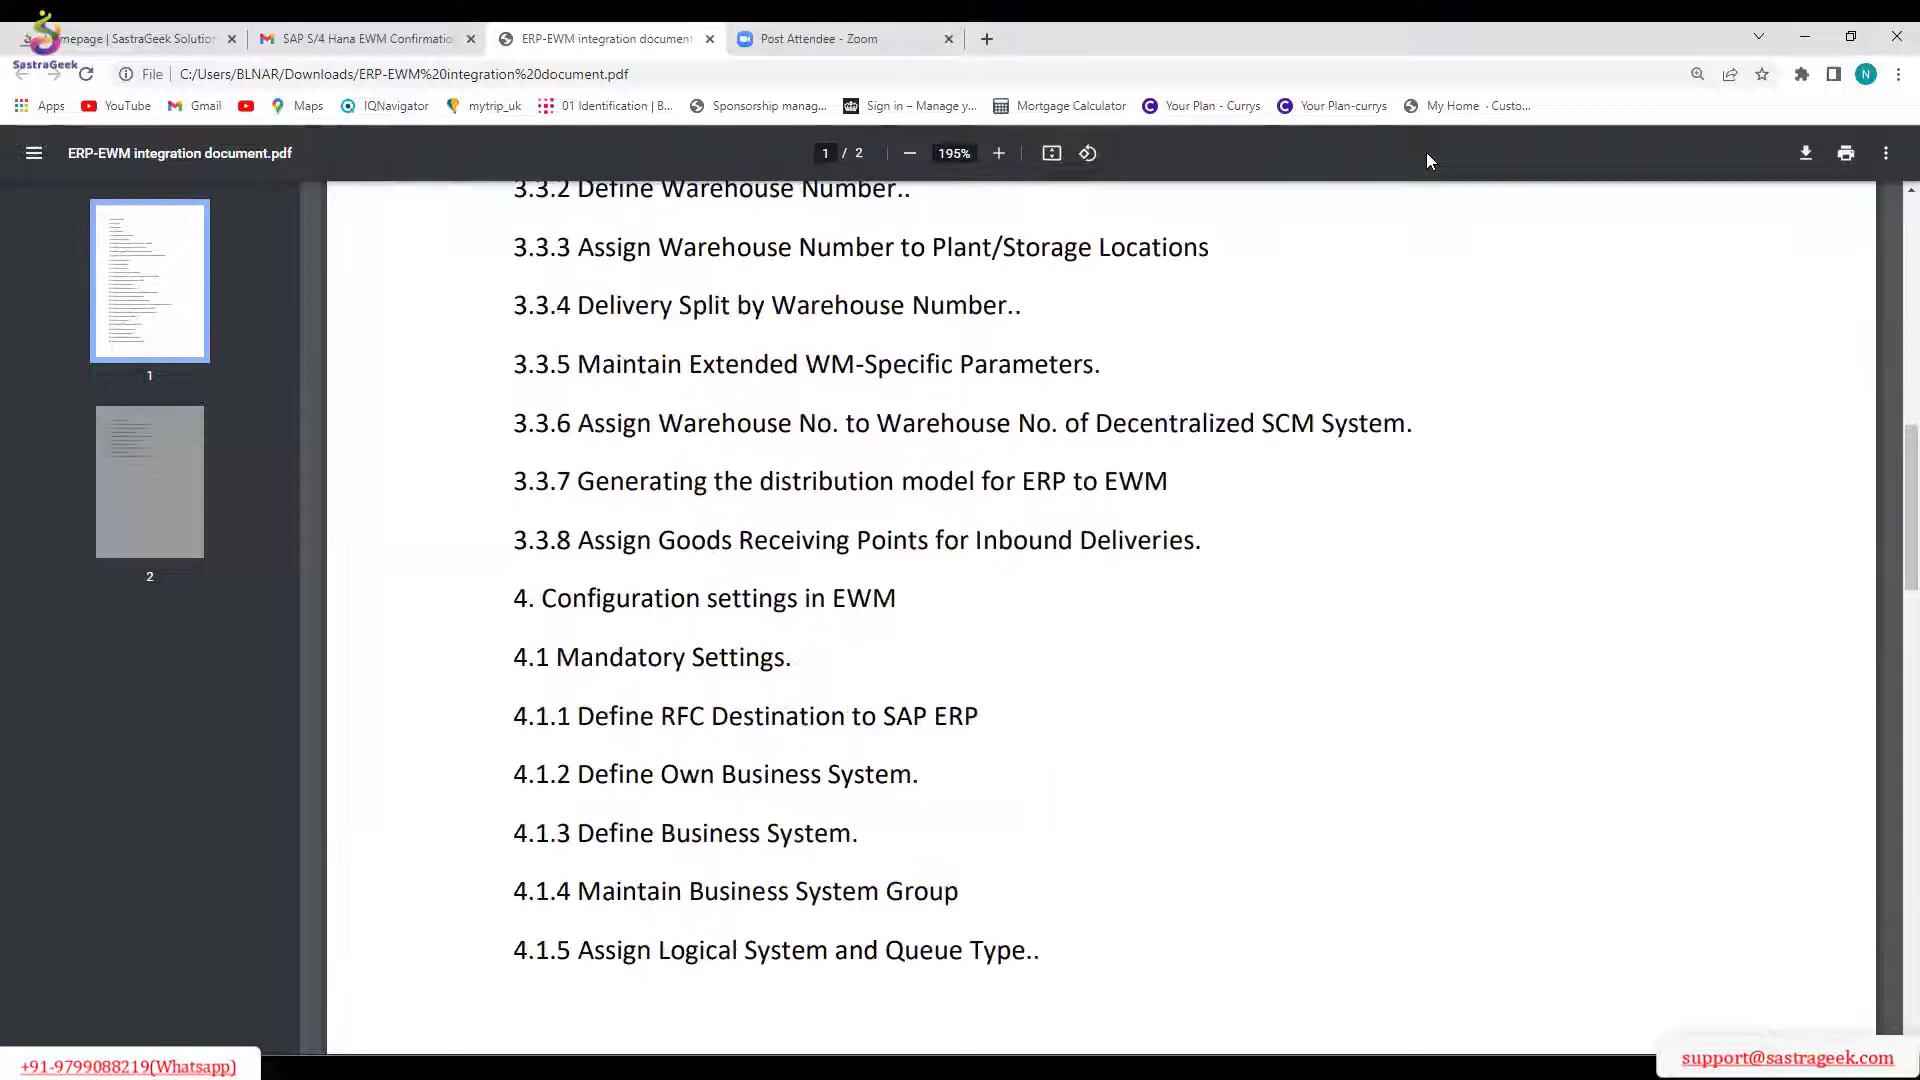 omepage | SastraGeek Solution
SAP S/4 Hana EWM Confirmatio
ERP-EWM integration document
Post Attendee - Zoom
SastraGeek
File
C:/Users/BLNAR/Downloads/ERP-EWM%20integration%20document.pdf
N
Apps
YouTube
Gmail
Maps
IQNavigator
mytrip_uk
01 Identification | B...
Sponsorship manag...
Sign in – Manage y...
Mortgage Calculator
Your Plan - Currys
Your Plan-currys
My Home - Custo...
ERP-EWM integration document.pdf
1 / 2
195%
1
2
3.3.2 Define Warehouse Number..
3.3.3 Assign Warehouse Number to Plant/Storage Locations
3.3.4 Delivery Split by Warehouse Number..
3.3.5 Maintain Extended WM-Specific Parameters.
3.3.6 Assign Warehouse No. to Warehouse No. of Decentralized SCM System.
3.3.7 Generating the distribution model for ERP to EWM
3.3.8 Assign Goods Receiving Points for Inbound Deliveries.
4. Configuration settings in EWM
4.1 Mandatory Settings.
4.1.1 Define RFC Destination to SAP ERP
4.1.2 Define Own Business System.
4.1.3 Define Business System.
4.1.4 Maintain Business System Group
4.1.5 Assign Logical System and Queue Type..
+91-9799088219(Whatsapp)
support@sastrageek.com